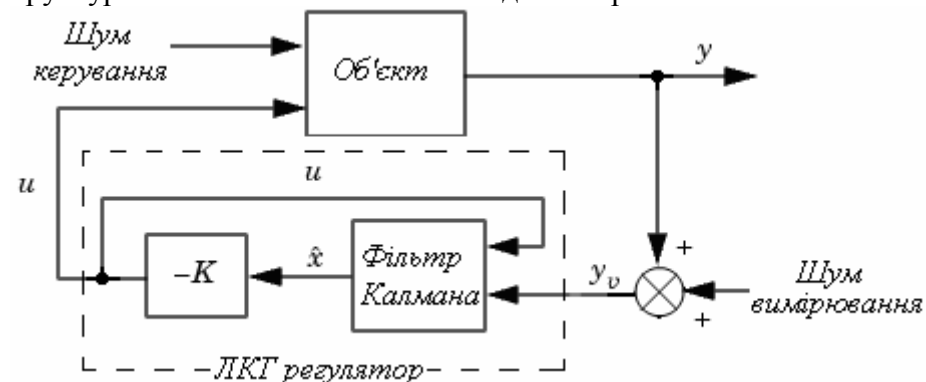 Шум
керування
Об'єкт
y
u
u
–K
x̂
Фільтр
Калмана
y_v
+
+
Шум
вимірювання
ЛКГ регулятор